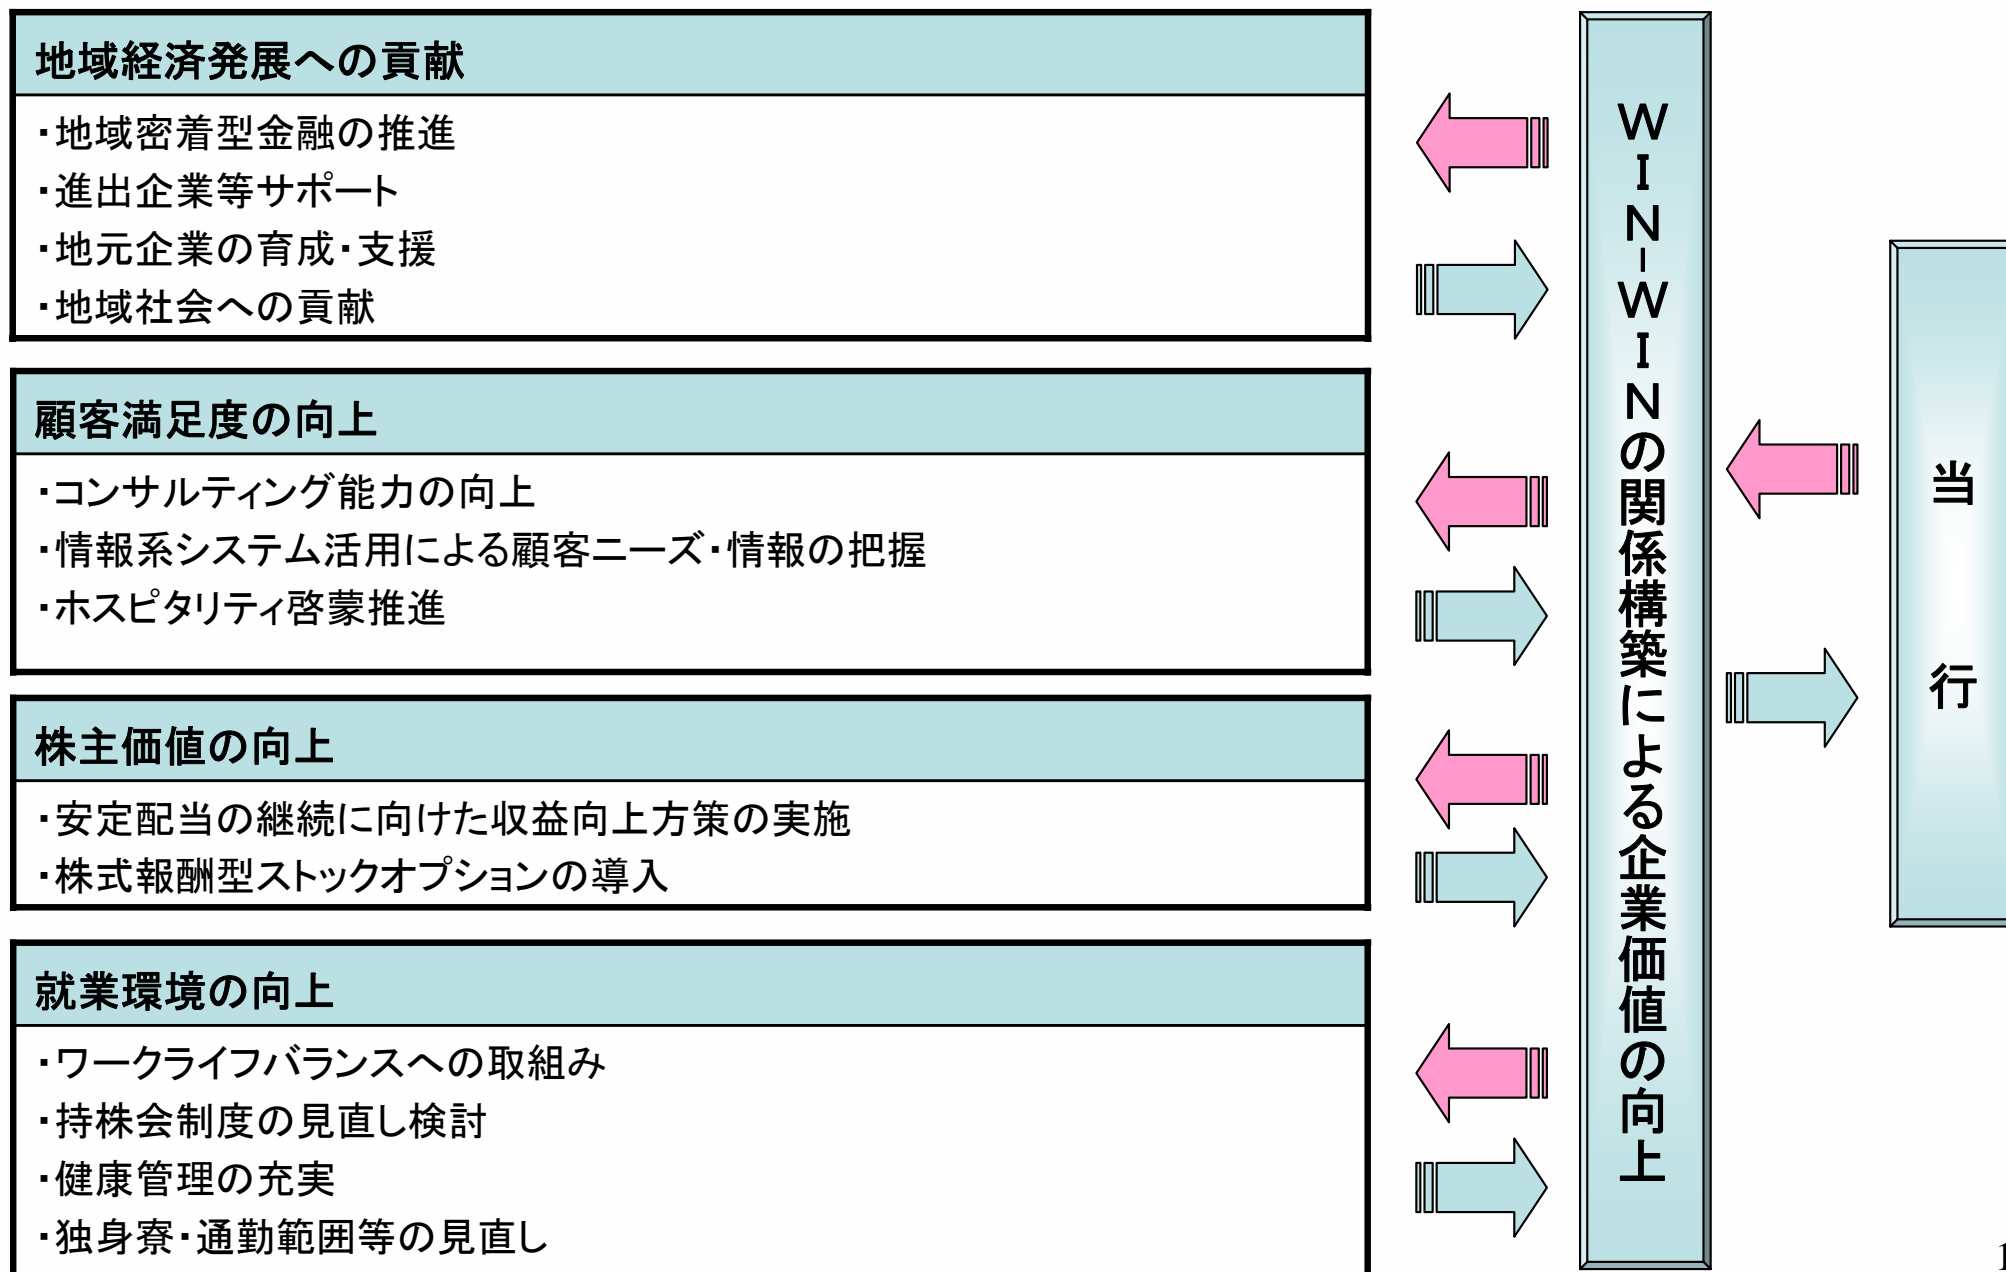 地域経済発展への貢献
・地域密着型金融の推進
・進出企業等サポート
・地元企業の育成・支援
・地域社会への貢献
顧客満足度の向上
・コンサルティング能力の向上
・情報系システム活用による顧客ニーズ・情報の把握
・ホスピタリティ啓蒙推進
株主価値の向上
・安定配当の継続に向けた収益向上方策の実施
・株式報酬型ストックオプションの導入
就業環境の向上
・ワークライフバランスへの取組み
・持株会制度の見直し検討
・健康管理の充実
・独身寮・通勤範囲等の見直し
ＷＩＮ－ＷＩＮの関係構築による企業価値の向上
当行